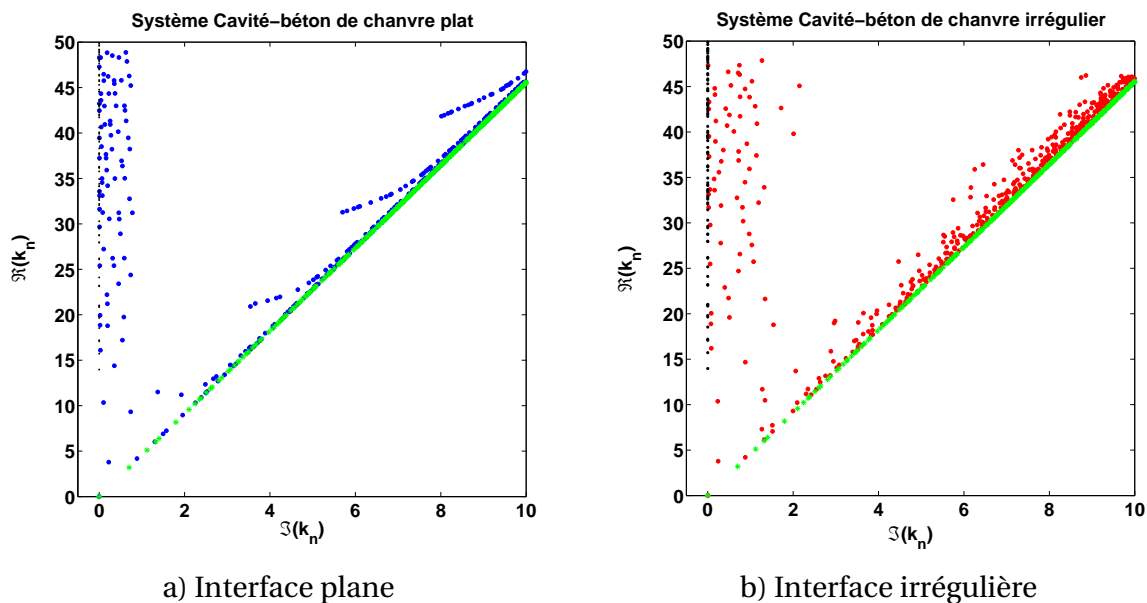 Système Cavité−béton de chanvre plat
50
45
40
35
30
25
20
15
10
5
0
ℜ(k_n)
0 2 4 6 8 10
ℑ(k_n)
a) Interface plane
Système Cavité−béton de chanvre irrégulier
50
45
40
35
30
25
20
15
10
5
0
ℜ(k_n)
0 2 4 6 8 10
ℑ(k_n)
b) Interface irrégulière